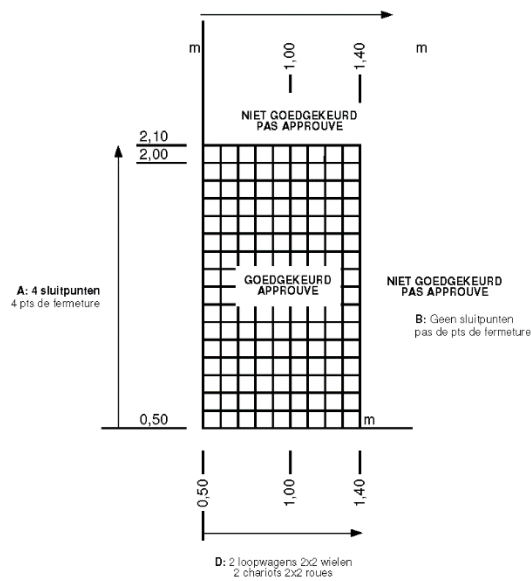 m
1,00
1,40
m
NIET GOEDGEKEURD
PAS APPROUVE
2,10
2,00
A: 4 sluitpunten
4 pts de fermeture
GOEDGEKEURD
APPROUVE
NIET GOEDGEKEURD
PAS APPROUVE
B: Geen sluitpunten
pas de pts de fermeture
0,50
m
0,50
1,00
1,40
D: 2 loopwagens 2x2 wielen
2 chariots 2x2 roues